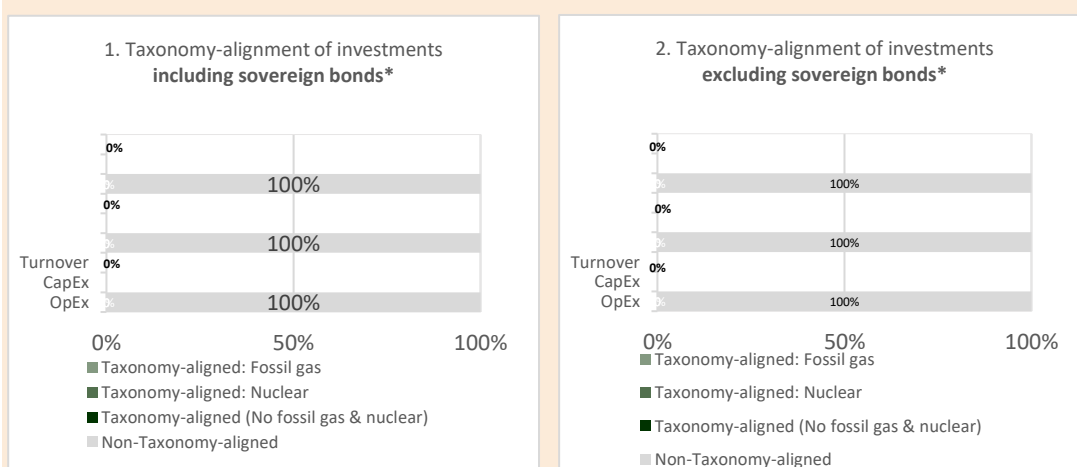 1. Taxonomy-alignment of investments
including sovereign bonds*
0%
100%
0%
100%
0%
100%
Turnover
CapEx
OpEx
0% 50% 100%
Taxonomy-aligned: Fossil gas
Taxonomy-aligned: Nuclear
Taxonomy-aligned (No fossil gas & nuclear)
Non-Taxonomy-aligned
2. Taxonomy-alignment of investments
excluding sovereign bonds*
0%
100%
0%
100%
0%
100%
Turnover
CapEx
OpEx
0% 50% 100%
Taxonomy-aligned: Fossil gas
Taxonomy-aligned: Nuclear
Taxonomy-aligned (No fossil gas & nuclear)
Non-Taxonomy-aligned